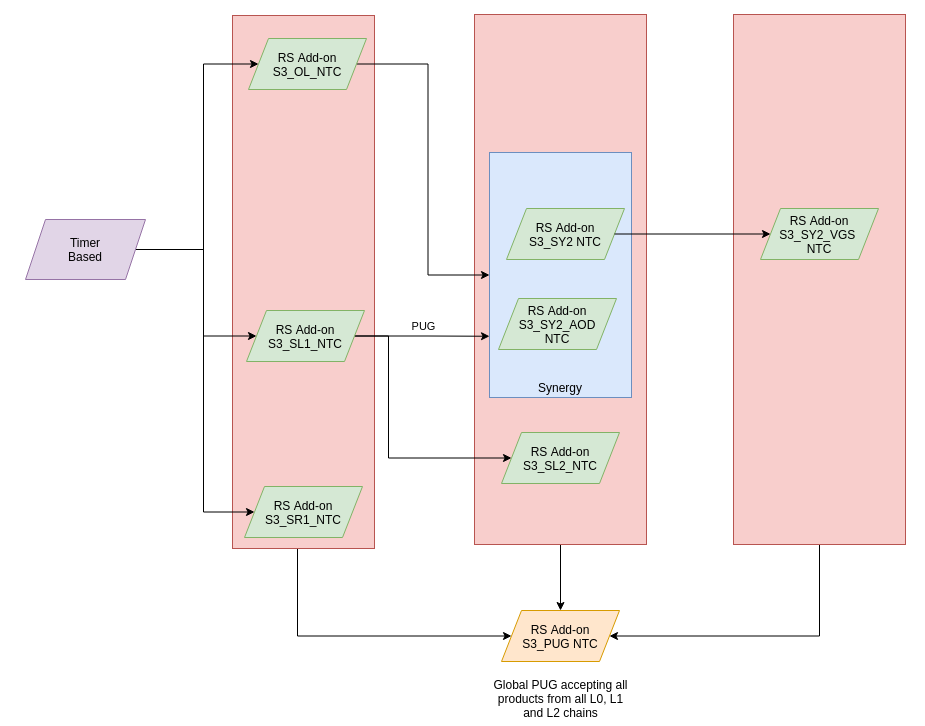 RS Add-on
S3_OL_NTC
RS Add-on
S3_SY2 NTC
RS Add-on
S3_SY2_VGS
NTC
Timer
Based
RS Add-on
S3_SL1_NTC
PUG
RS Add-on
S3_SY2_AOD
NTC
Synergy
RS Add-on
S3_SL2_NTC
RS Add-on
S3_SR1_NTC
RS Add-on
S3_PUG NTC
Global PUG accepting all
products from all L0, L1
and L2 chains